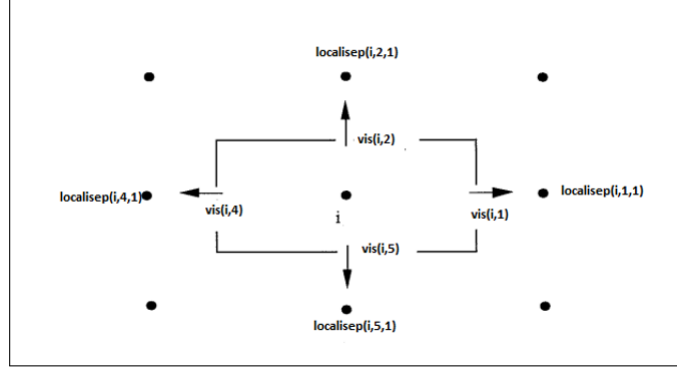 localisep(i,2,1)
vis(i,2)
localisep(i,4,1)
localisep(i,1,1)
vis(i,4)
i
vis(i,1)
vis(i,5)
localisep(i,5,1)